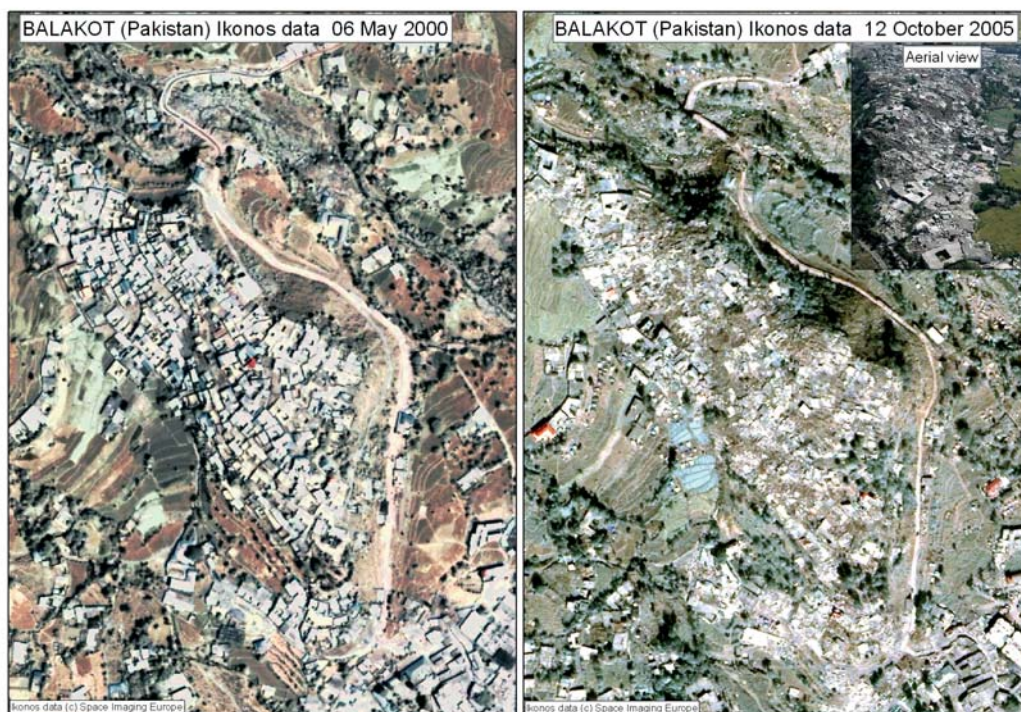 BALAKOT (Pakistan) Ikonos data 06 May 2000
BALAKOT (Pakistan) Ikonos data 12 October 2005
Aerial view
Ikonos data (c) Space Imaging Europe
Ikonos data (c) Space Imaging Europe